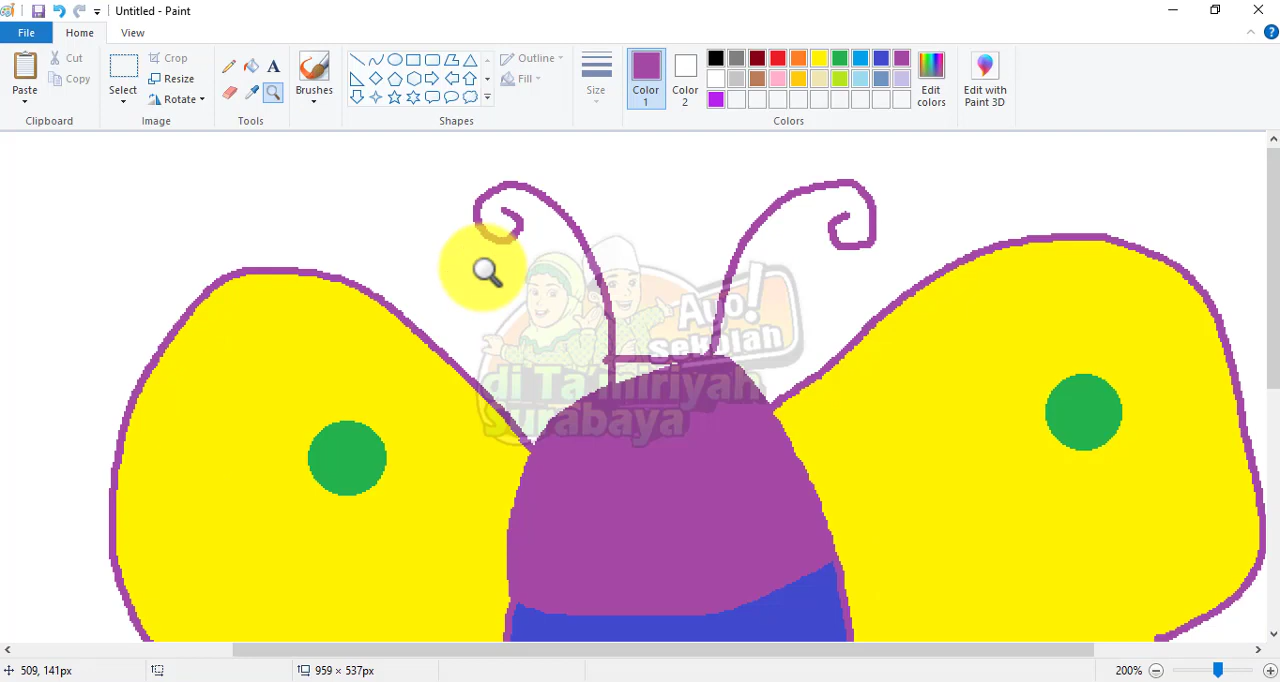 Untitled - Paint
File
Home
View
Paste
Cut
Copy
Clipboard
Select
Crop
Resize
Rotate
Image
A
Tools
Brushes
Outline
Fill
Shapes
Size
Color
1
Color
2
Edit
colors
Edit with
Paint 3D
Colors
Ayo!
sekolah
di Ta'miriyah
Surabaya
509, 141px
959 × 537px
200%